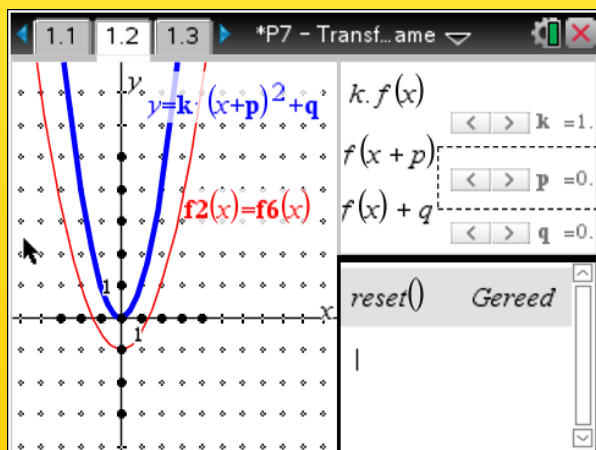 1.1 1.2 1.3 *P7 – Transf...ame
y
y=k·(x+p)²+q
f2(x)=f6(x)
1
x
1
k.f(x)
k =1.
f(x+p)
p =0.
f(x)+q
q =0.
reset() Gereed